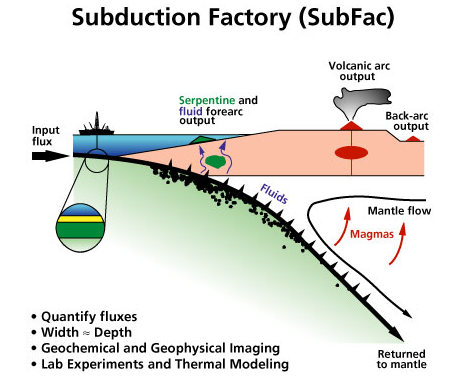 Subduction Factory (SubFac)
Volcanic arc
output
Serpentine and
fluid forearc
output
Back-arc
output
Input
flux
Fluids
Mantle flow
Magmas
• Quantify fluxes
• Width ≈ Depth
• Geochemical and Geophysical Imaging
• Lab Experiments and Thermal Modeling
Returned
to mantle